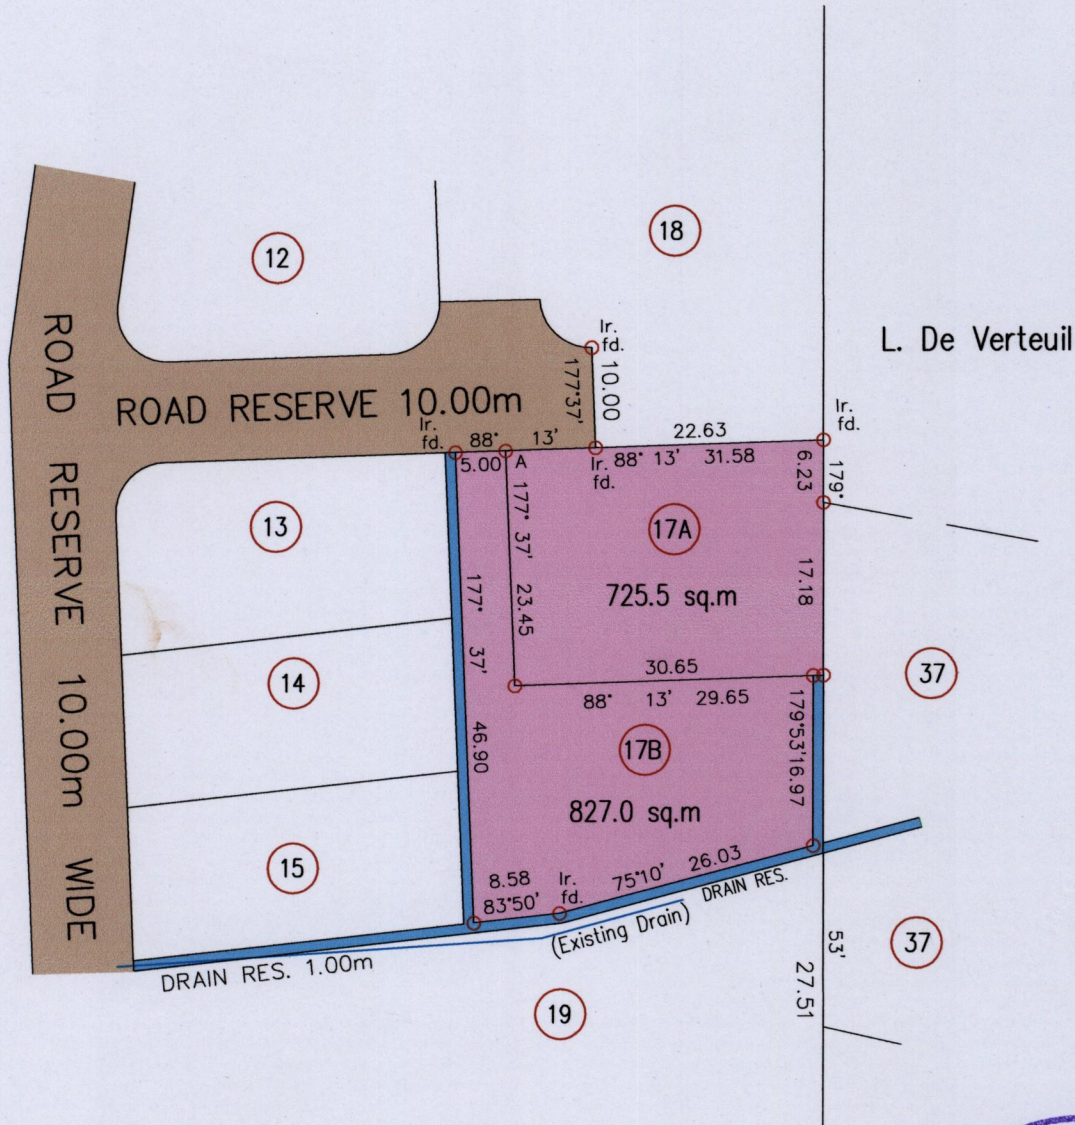 18
12
L. De Verteuil
Ir.
fd.
177°37'
10.00
ROAD RESERVE 10.00m
ROAD RESERVE 10.00m WIDE
Ir.
fd.
88° 13'
5.00
A
22.63
Ir.
fd.
Ir.
fd.
88° 13' 31.58
6.23
179°
13
177° 37' 23.45
17A
725.5 sq.m
17.18
177° 37' 46.90
30.65
88° 13' 29.65
14
37
17B
827.0 sq.m
179°53'16.97
15
8.58
83°50'
Ir.
fd.
75°10' 26.03
DRAIN RES.
(Existing Drain)
DRAIN RES. 1.00m
19
53'
27.51
37